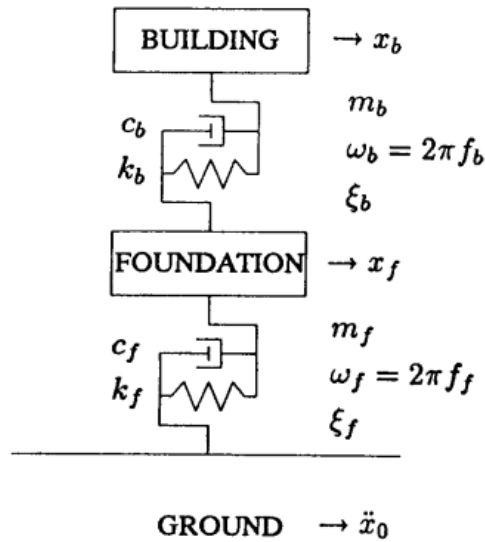 BUILDING → x_b
c_b
k_b
m_b
ω_b = 2πf_b
ξ_b
FOUNDATION → x_f
c_f
k_f
m_f
ω_f = 2πf_f
ξ_f
GROUND → ẍ_0